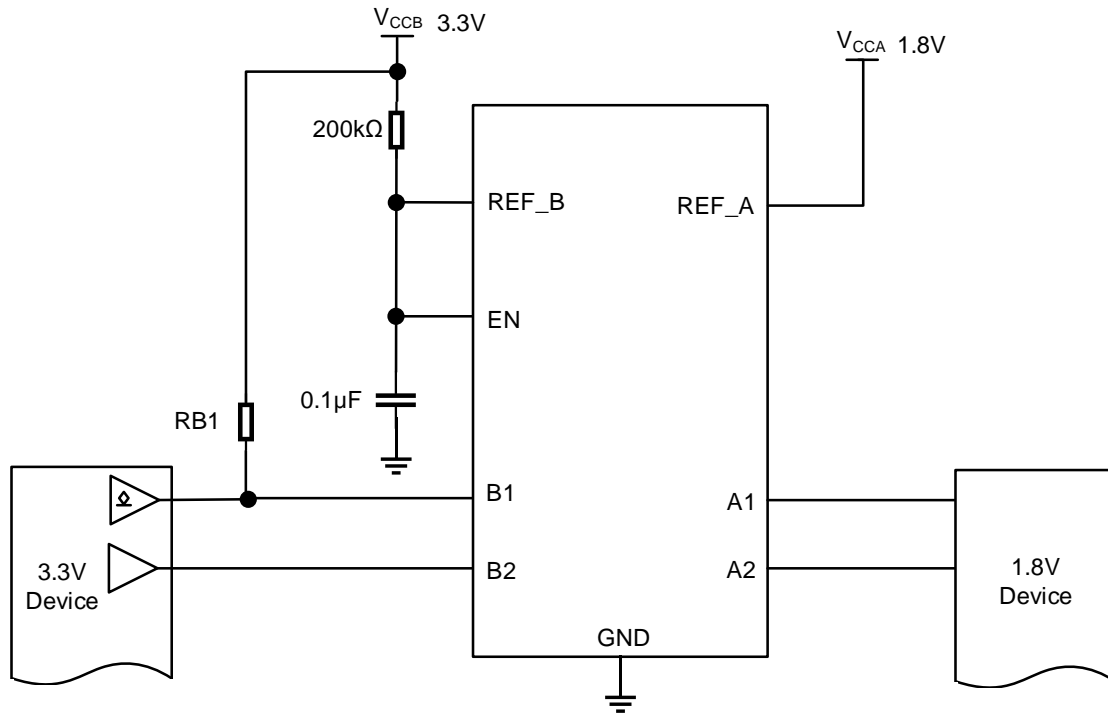 VCCB 3.3V
VCCA 1.8V
200kΩ
REF_B
REF_A
EN
0.1μF
RB1
B1
A1
3.3V
Device
B2
A2
1.8V
Device
GND